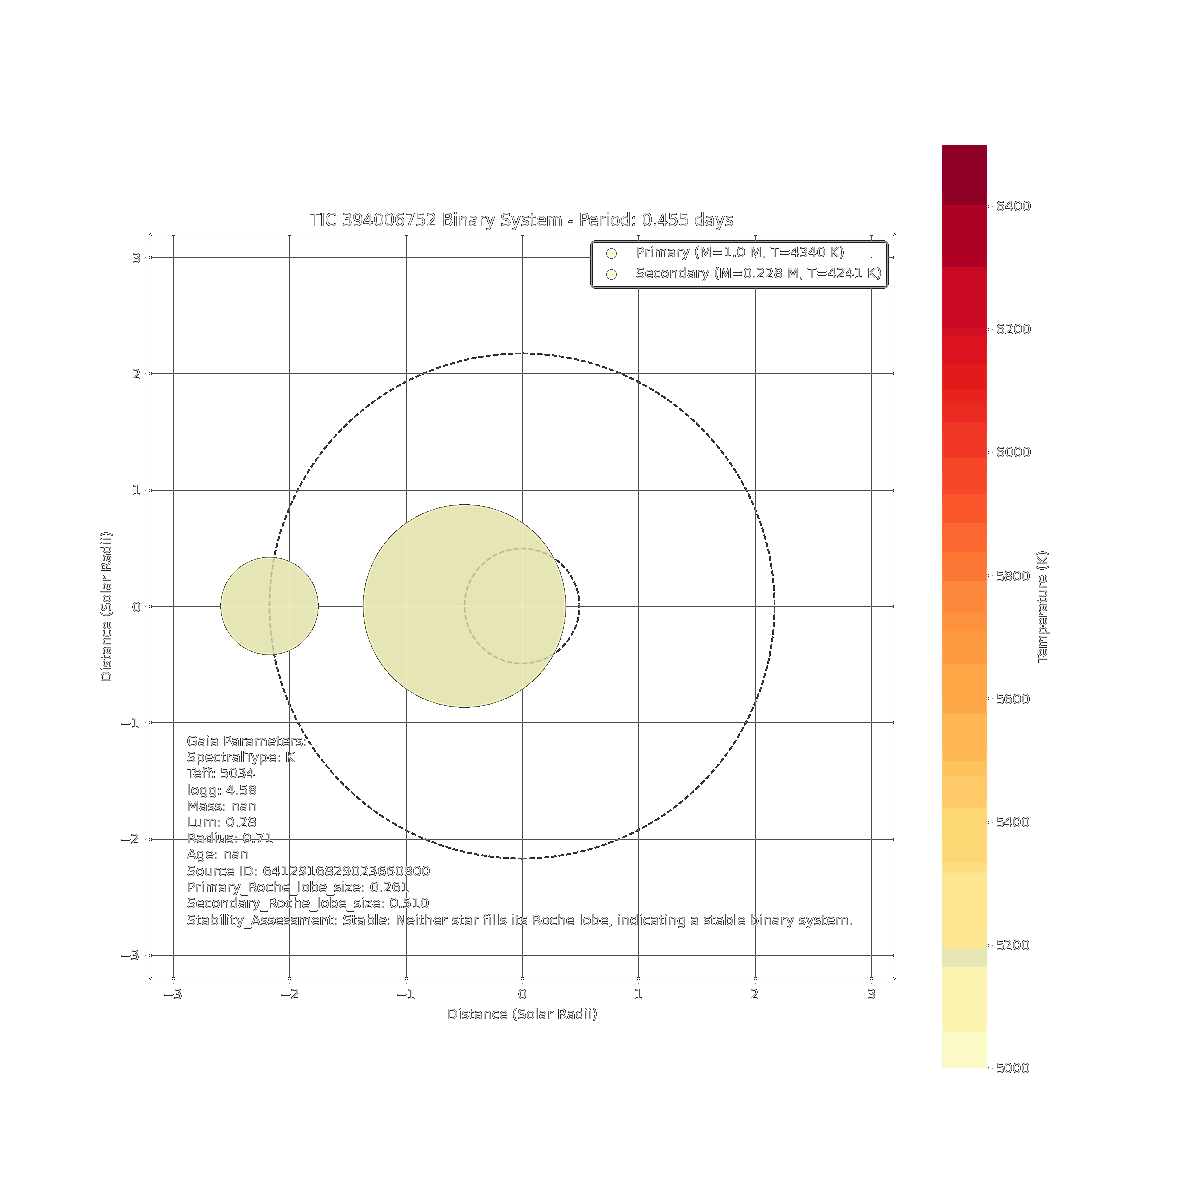 TIC 394006752 Binary System - Period: 0.455 days
Primary (M=1.0 M, T=4340 K)
Secondary (M=0.228 M, T=4241 K)
3
2
1
0
−1
−2
−3
Distance (Solar Radii)
Gaia Parameters:
SpectralType: K
Teff: 5034
logg: 4.58
Mass: nan
Lum: 0.28
Radius: 0.71
Age: nan
Source ID: 6412916829023660800
Primary_Roche_lobe_size: 0.261
Secondary_Roche_lobe_size: 0.510
Stability_Assessment: Stable: Neither star fills its Roche lobe, indicating a stable binary system.
−3
−2
−1
0
1
2
3
Distance (Solar Radii)
6400
6200
6000
5800
5600
5400
5200
5000
Temperature (K)